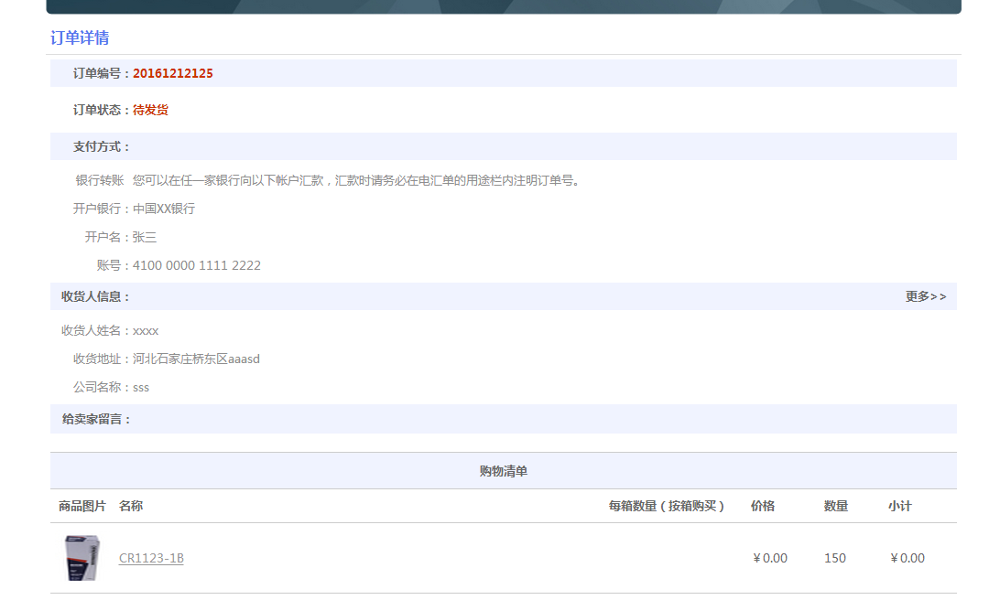 订单详情
订单编号：20161212125
订单状态：待发货
支付方式：
银行转账 您可以在任一家银行向以下帐户汇款，汇款时请务必在电汇单的用途栏内注明订单号。
开户银行：中国XX银行
开户名：张三
账号：4100 0000 1111 2222
收货人信息： 更多>>
收货人姓名：xxxx
收货地址：河北石家庄桥东区aaasd
公司名称：sss
给卖家留言：
购物清单
商品图片 名称 每箱数量（按箱购买） 价格 数量 小计
CR1123-1B ￥0.00 150 ￥0.00